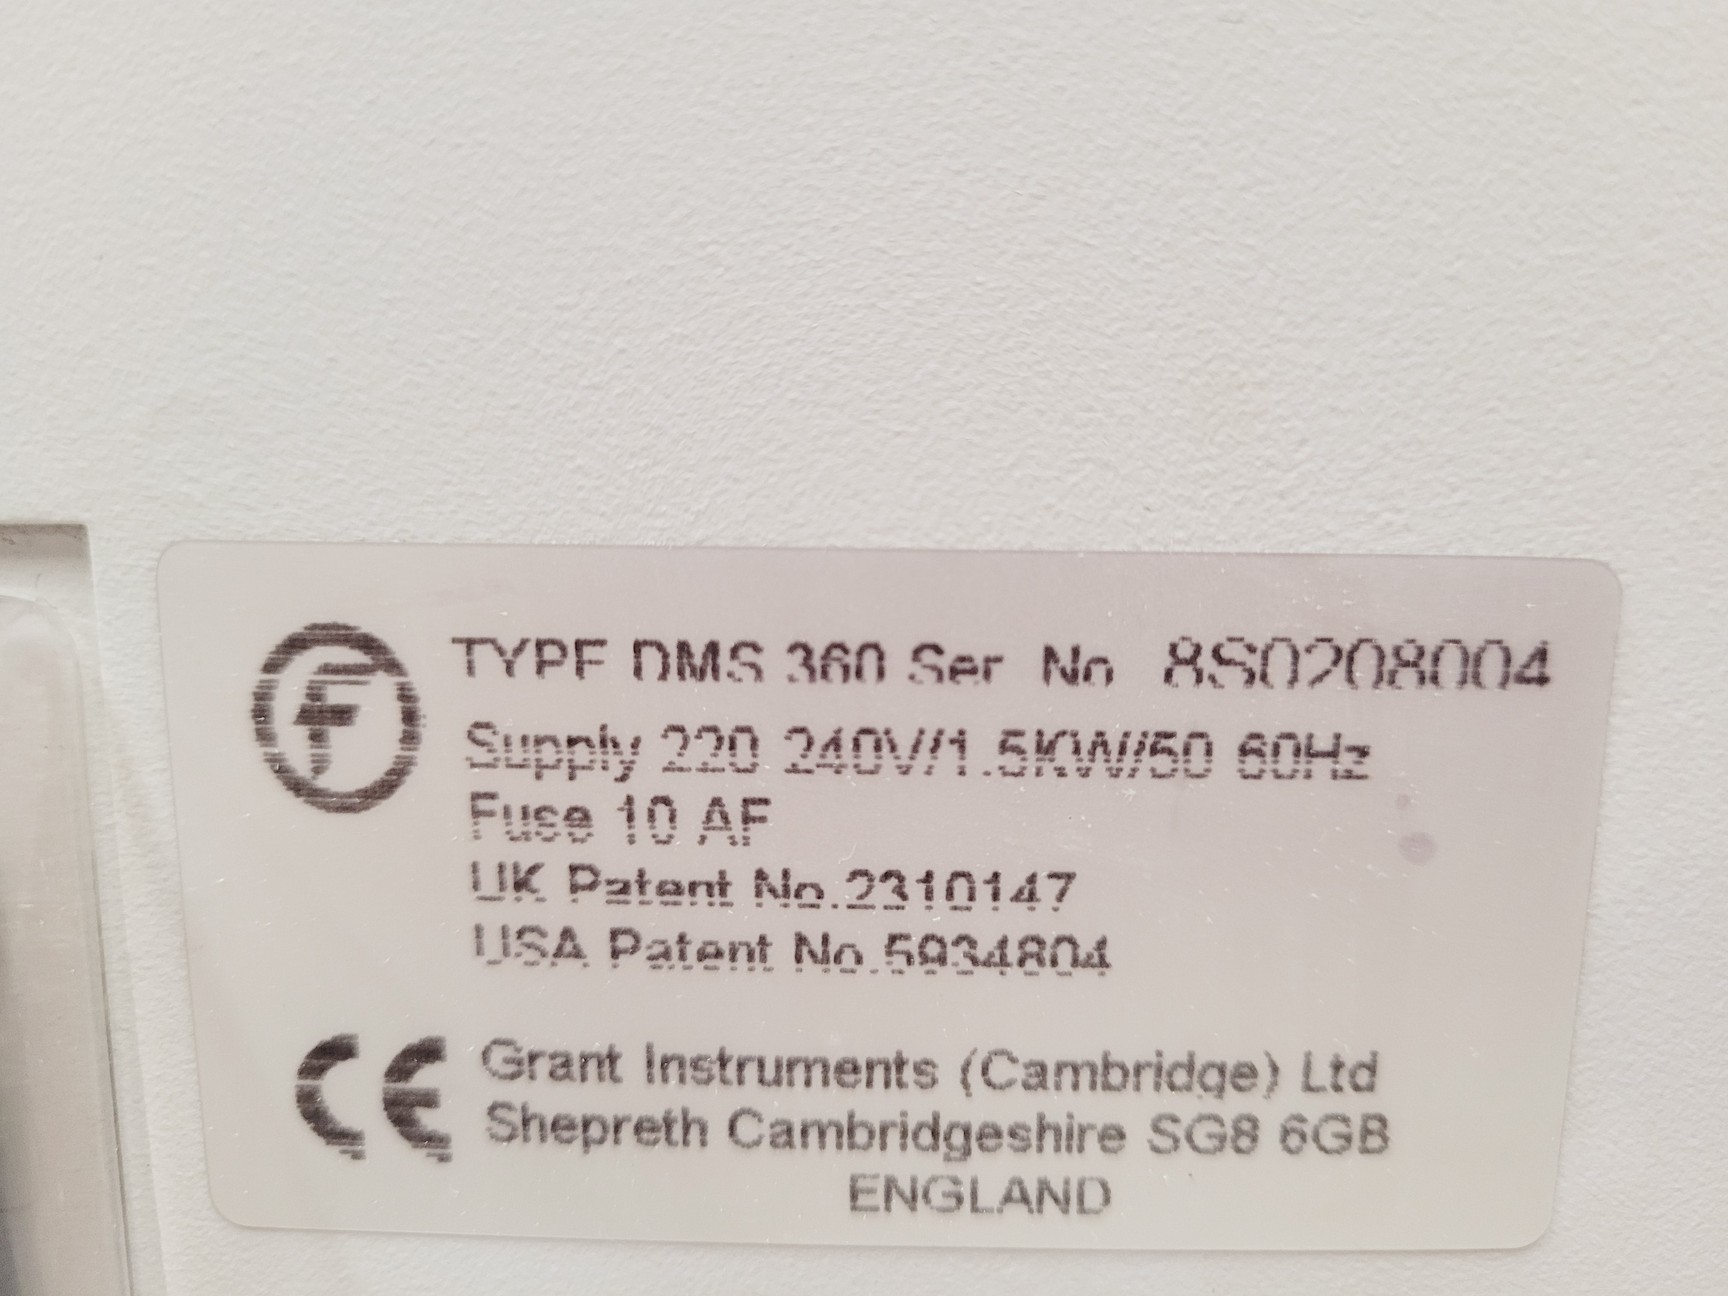 F
TYPE DMS 360 Ser No 8S0208004
Supply 220 240V/1.5KW/50 60Hz
Fuse 10 AF
UK Patent No.2310147
USA Patent No.5934804
CE Grant Instruments (Cambridge) Ltd
Shepreth Cambridgeshire SG8 6GB
ENGLAND